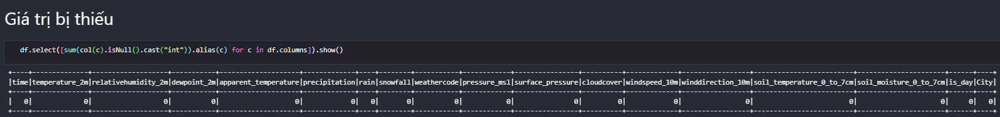 Giá trị bị thiếu
df.select([sum(col(c).isNull().cast("int")).alias(c) for c in df.columns]).show()
+----+--------------+---------------------+-----------+--------------------+-------------+----+--------+-----------+------------+----------------+----------+-------------+-----------------+-------------------------+----------------------+------+----+
|time|temperature_2m|relativehumidity_2m|dewpoint_2m|apparent_temperature|precipitation|rain|snowfall|weathercode|pressure_msl|surface_pressure|cloudcover|windspeed_10m|winddirection_10m|soil_temperature_0_to_7cm|soil_moisture_0_to_7cm|is_day|City|
+----+--------------+-------------------+-----------+--------------------+-------------+----+--------+-----------+------------+----------------+----------+-------------+-----------------+-------------------------+----------------------+------+----+
|   0|             0|                  0|          0|                   0|            0|   0|       0|          0|           0|               0|         0|            0|                0|                        0|                     0|     0|   0|
+----+--------------+-------------------+-----------+--------------------+-------------+----+--------+-----------+------------+----------------+----------+-------------+-----------------+-------------------------+----------------------+------+----+